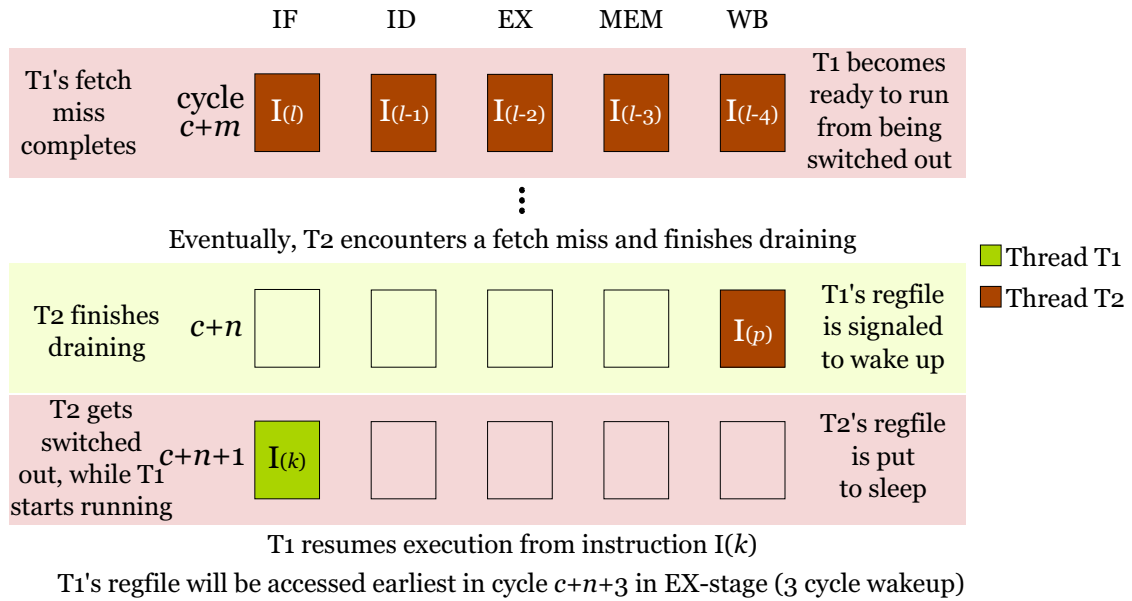 IF ID EX MEM WB
T1's fetch
miss
completes
cycle
c+m
I(l) I(l-1) I(l-2) I(l-3) I(l-4)
T1 becomes
ready to run
from being
switched out
Eventually, T2 encounters a fetch miss and finishes draining
Thread T1
Thread T2
T2 finishes
draining
c+n
I(p)
T1's regfile
is signaled
to wake up
T2 gets
switched
out, while T1
starts running
c+n+1
I(k)
T2's regfile
is put
to sleep
T1 resumes execution from instruction I(k)
T1's regfile will be accessed earliest in cycle c+n+3 in EX-stage (3 cycle wakeup)